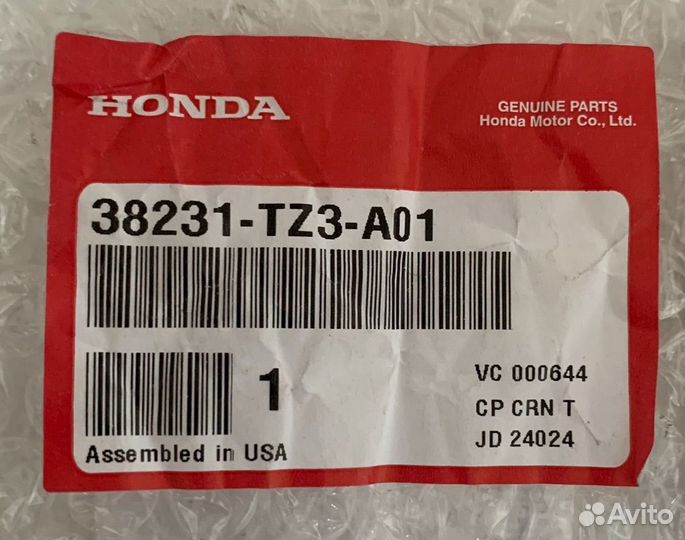 HONDA
GENUINE PARTS
Honda Motor Co., Ltd.
38231-TZ3-A01
1
VC 000644
CP CRN T
JD 24024
Assembled in USA
Avito